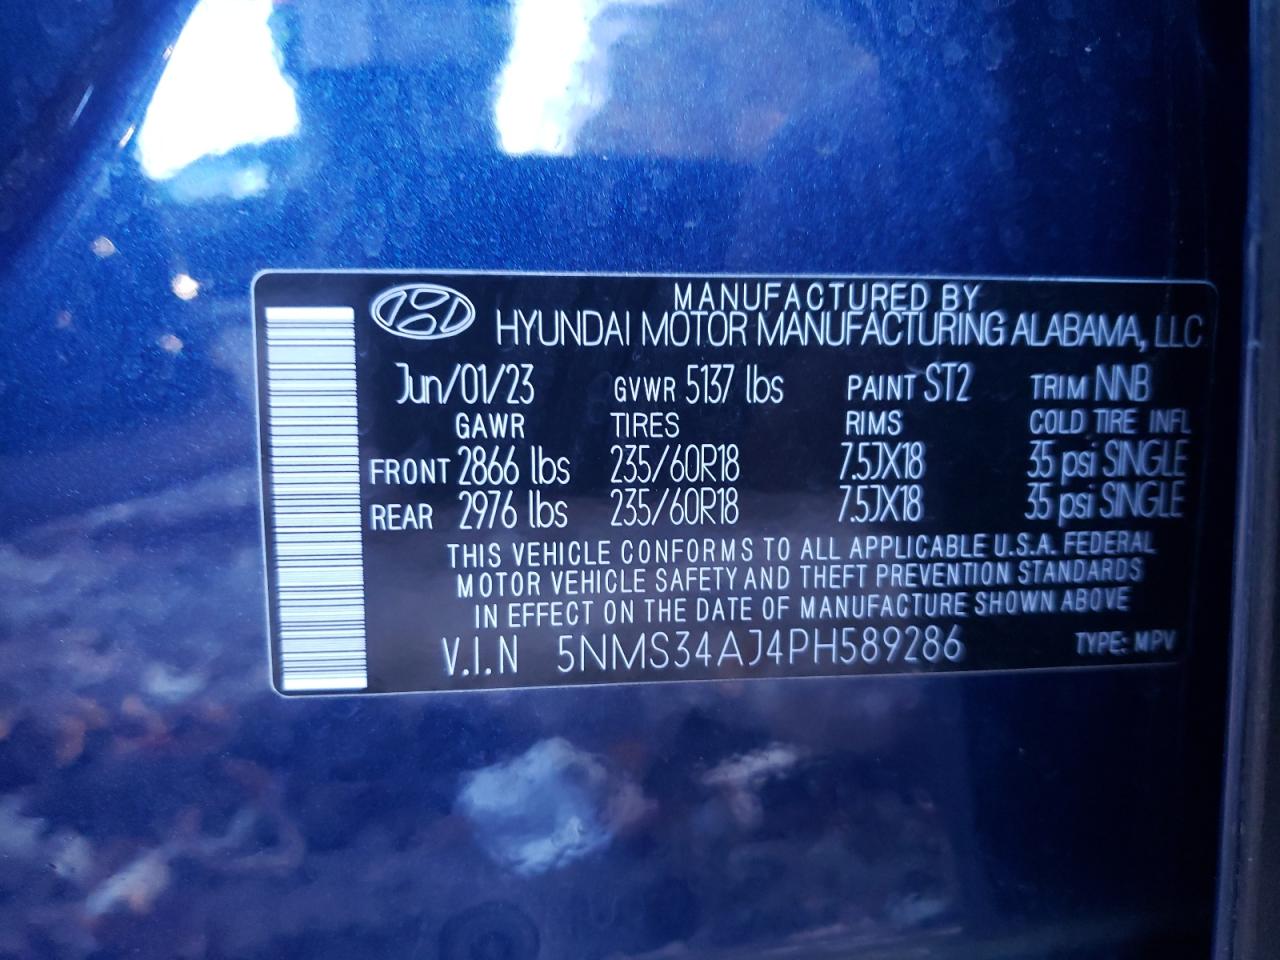 MANUFACTURED BY
HYUNDAI MOTOR MANUFACTURING ALABAMA, LLC
Jun/01/23 GVWR 5137 lbs PAINT ST2 TRIM NNB
GAWR TIRES RIMS COLD TIRE INFL
FRONT 2866 lbs 235/60R18 7.5JX18 35 psi SINGLE
REAR 2976 lbs 235/60R18 7.5JX18 35 psi SINGLE
THIS VEHICLE CONFORMS TO ALL APPLICABLE U.S.A. FEDERAL
MOTOR VEHICLE SAFETY AND THEFT PREVENTION STANDARDS
IN EFFECT ON THE DATE OF MANUFACTURE SHOWN ABOVE
V.I.N 5NMS34AJ4PH589286 TYPE: MPV